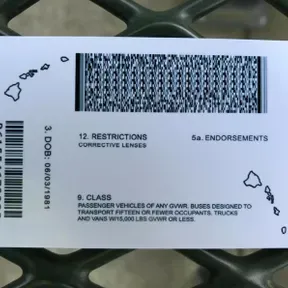 12. RESTRICTIONS
CORRECTIVE LENSES
5a. ENDORSEMENTS
3. DOB: 06/03/1981
9. CLASS
PASSENGER VEHICLES OF ANY GVWR. BUSES DESIGNED TO
TRANSPORT FIFTEEN OR FEWER OCCUPANTS. TRUCKS
AND VANS W/15,000 LBS GVWR OR LESS.